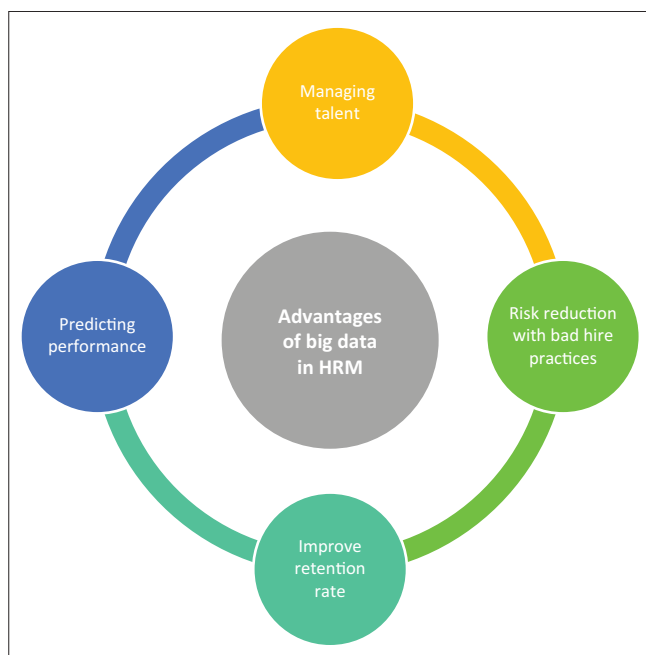 Managing
talent
Predicting
performance
Advantages
of big data
in HRM
Risk reduction
with bad hire
practices
Improve
retention
rate